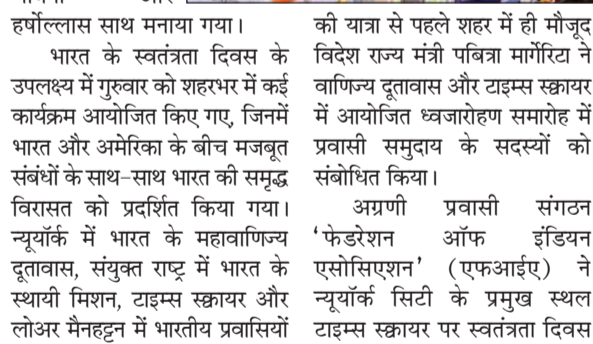 हर्षोल्लास साथ मनाया गया।
भारत के स्वतंत्रता दिवस के
उपलक्ष्य में गुरुवार को शहरभर में कई
कार्यक्रम आयोजित किए गए, जिनमें
भारत और अमेरिका के बीच मजबूत
संबंधों के साथ-साथ भारत की समृद्ध
विरासत को प्रदर्शित किया गया।
न्यूयॉर्क में भारत के महावाणिज्य
दूतावास, संयुक्त राष्ट्र में भारत के
स्थायी मिशन, टाइम्स स्क्वायर और
लोअर मैनहट्टन में भारतीय प्रवासियों
की यात्रा से पहले शहर में ही मौजूद
विदेश राज्य मंत्री पबित्रा मार्गेरिटा ने
वाणिज्य दूतावास और टाइम्स स्क्वायर
में आयोजित ध्वजारोहण समारोह में
प्रवासी समुदाय के सदस्यों को
संबोधित किया।
अग्रणी प्रवासी संगठन
‘फेडरेशन ऑफ इंडियन
एसोसिएशन’ (एफआईए) ने
न्यूयॉर्क सिटी के प्रमुख स्थल
टाइम्स स्क्वायर पर स्वतंत्रता दिवस